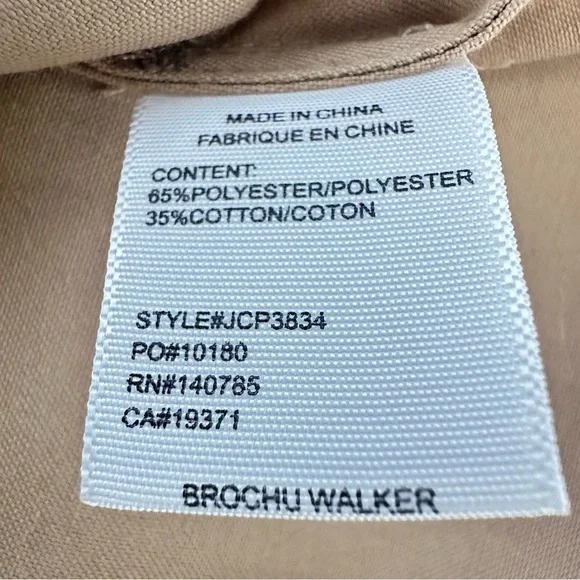 MADE IN CHINA
FABRIQUE EN CHINE
CONTENT:
65%POLYESTER/POLYESTER
35%COTTON/COTON
STYLE#JCP3834
PO#10180
RN#140785
CA#19371
BROCHU WALKER